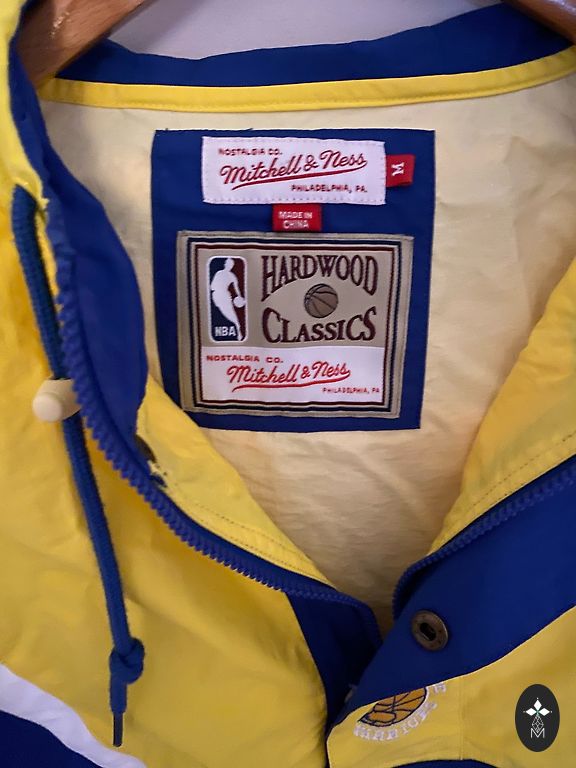 NOSTALGIA CO.
Mitchell & Ness
PHILADELPHIA, PA.
M
MADE IN
CHINA
HARDWOOD
NBA
CLASSICS
NOSTALGIA CO.
Mitchell & Ness
PHILADELPHIA, PA
M